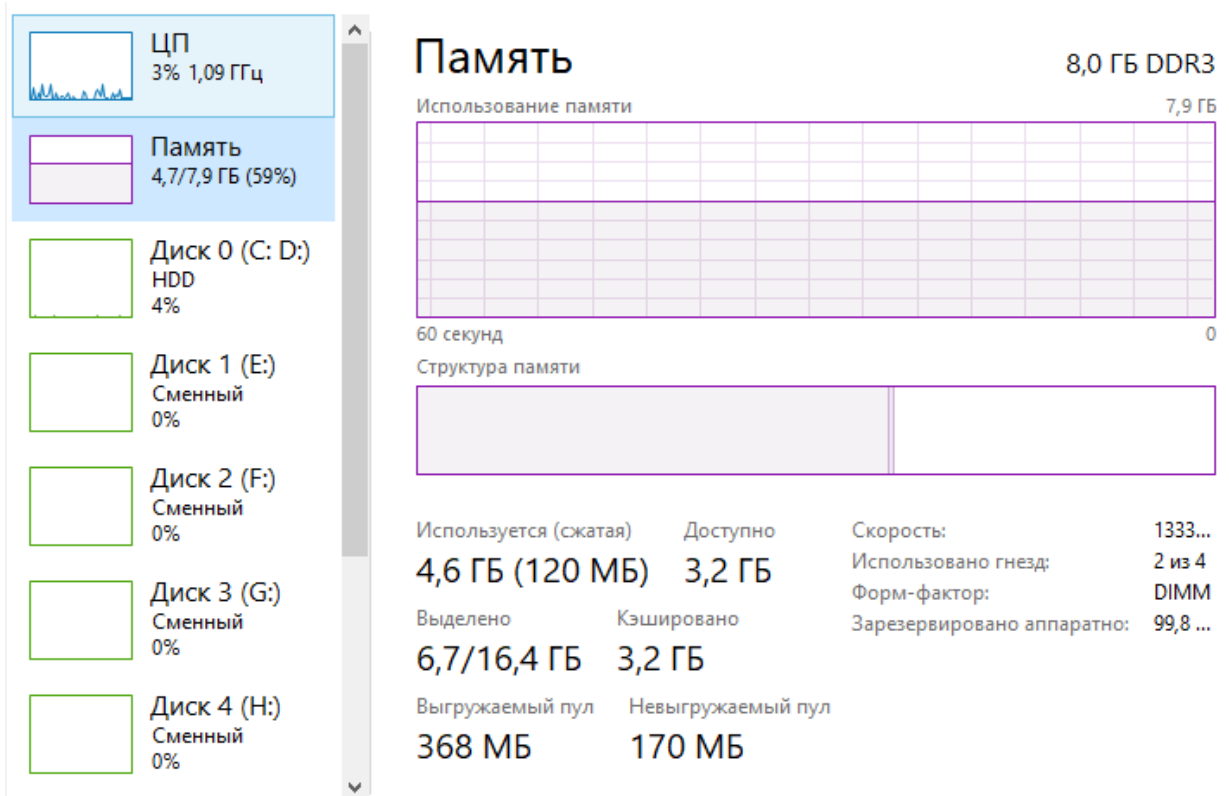 ЦП
3% 1,09 ГГц
Память
4,7/7,9 ГБ (59%)
Диск 0 (C: D:)
HDD
4%
Диск 1 (E:)
Сменный
0%
Диск 2 (F:)
Сменный
0%
Диск 3 (G:)
Сменный
0%
Диск 4 (H:)
Сменный
0%
Память
8,0 ГБ DDR3
Использование памяти
7,9 ГБ
60 секунд
0
Структура памяти
Используется (сжатая)
4,6 ГБ (120 МБ)
Доступно
3,2 ГБ
Выделено
6,7/16,4 ГБ
Кэшировано
3,2 ГБ
Выгружаемый пул
368 МБ
Невыгружаемый пул
170 МБ
Скорость: 1333...
Использовано гнезд: 2 из 4
Форм-фактор: DIMM
Зарезервировано аппаратно: 99,8 ...